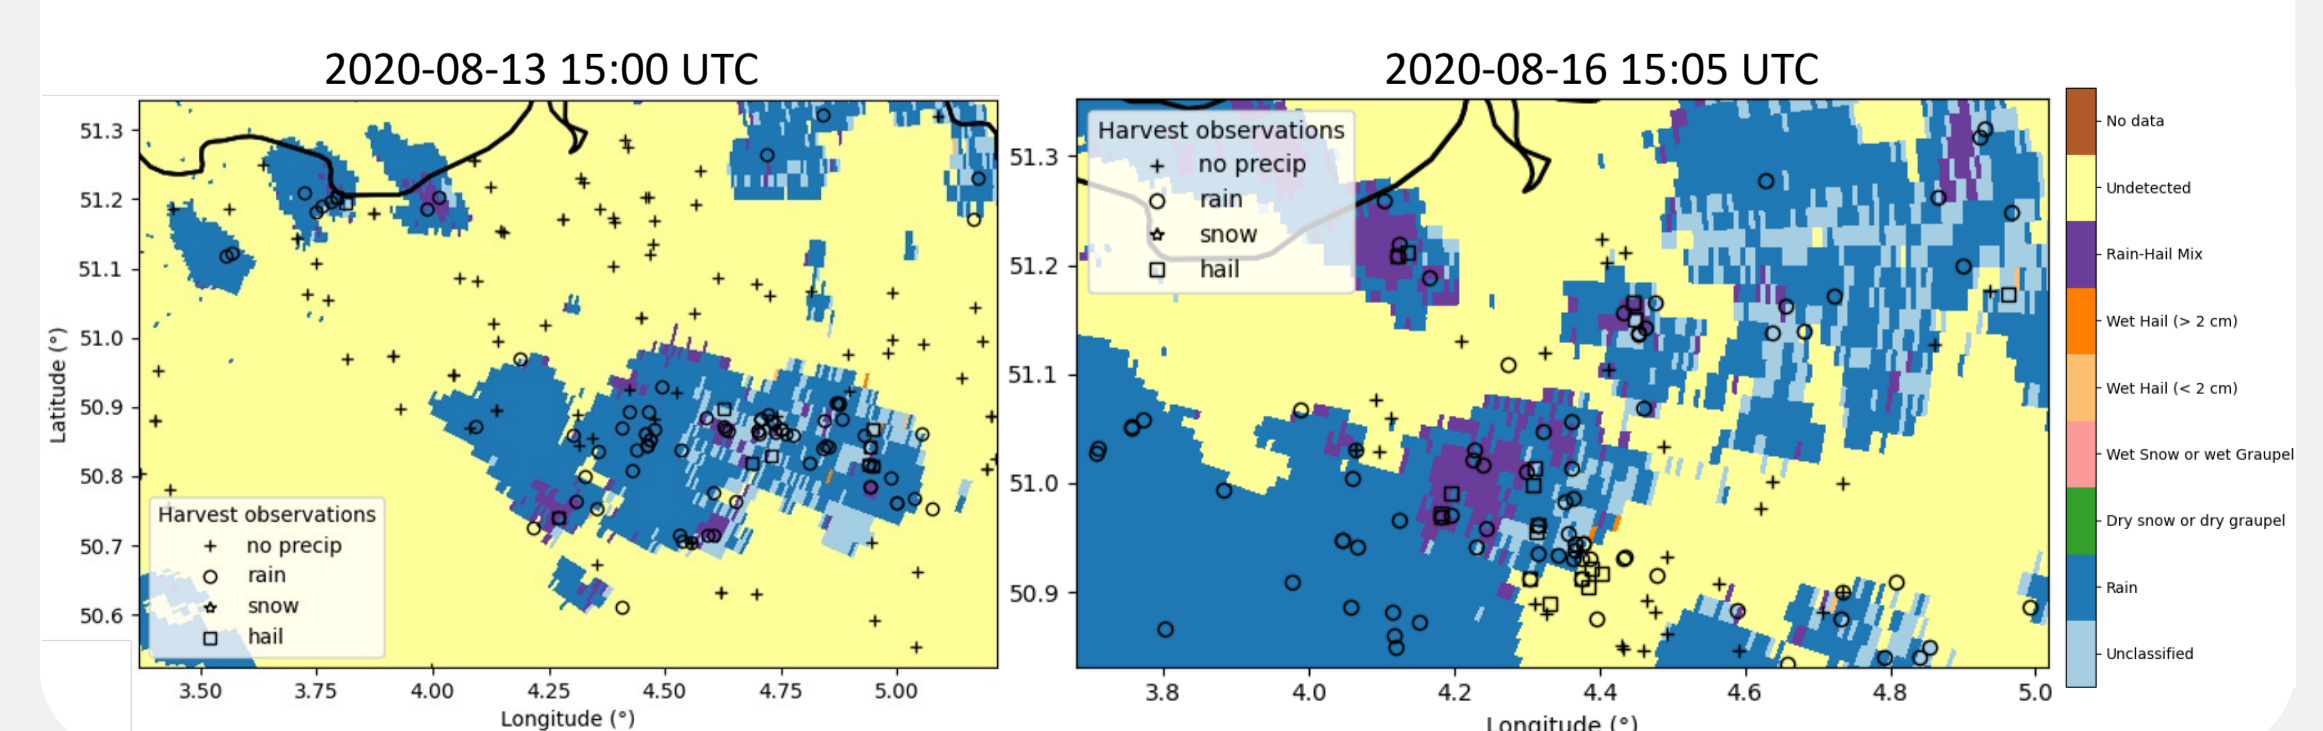 2020-08-13 15:00 UTC
2020-08-16 15:05 UTC
51.3
51.2
51.1
51.0
50.9
50.8
50.7
50.6
Latitude (°)
Harvest observations
no precip
rain
snow
hail
3.50
3.75
4.00
4.25
4.50
4.75
5.00
Longitude (°)
Harvest observations
no precip
rain
snow
hail
51.3
51.2
51.1
51.0
50.9
3.8
4.0
4.2
4.4
4.6
4.8
5.0
Longitude (°)
No data
Undetected
Rain-Hail Mix
Wet Hail (> 2 cm)
Wet Hail (< 2 cm)
Wet Snow or wet Graupel
Dry snow or dry graupel
Rain
Unclassified